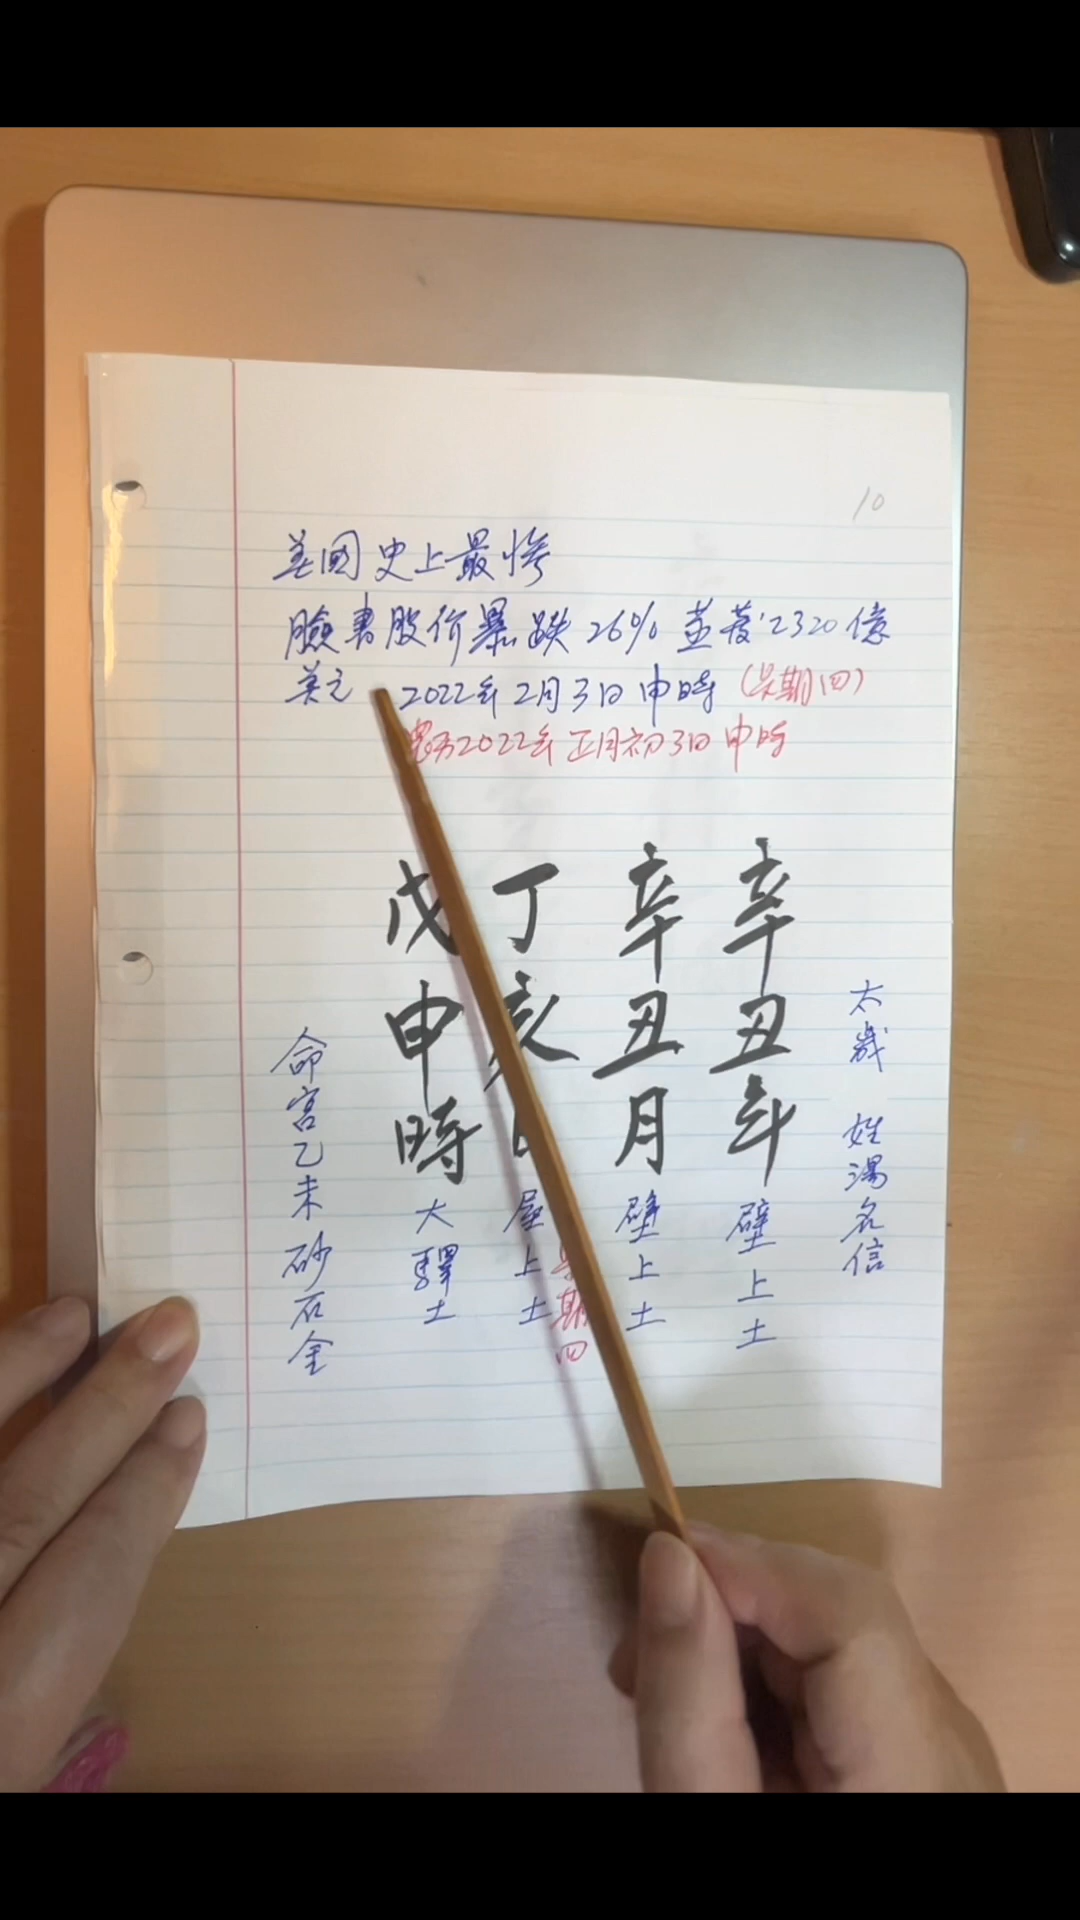 10
美國史上最慘
臉書股价暴跌26% 蒸發2320億
美元 2022年2月3日申時(星期四)
農历2022年正月初3日申時
辛丑年
辛丑月
丁亥日
戊申時
太歲 姓湯名信
壁上土
壁上土
屋上土
星期四
大驛土
命宮乙未砂石金